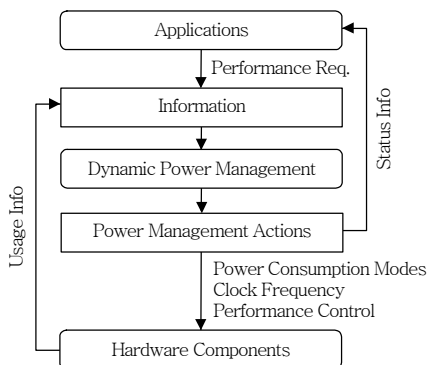 Applications
Performance Req.
Information
Dynamic Power Management
Power Management Actions
Power Consumption Modes
Clock Frequency
Performance Control
Hardware Components
Usage Info
Status Info